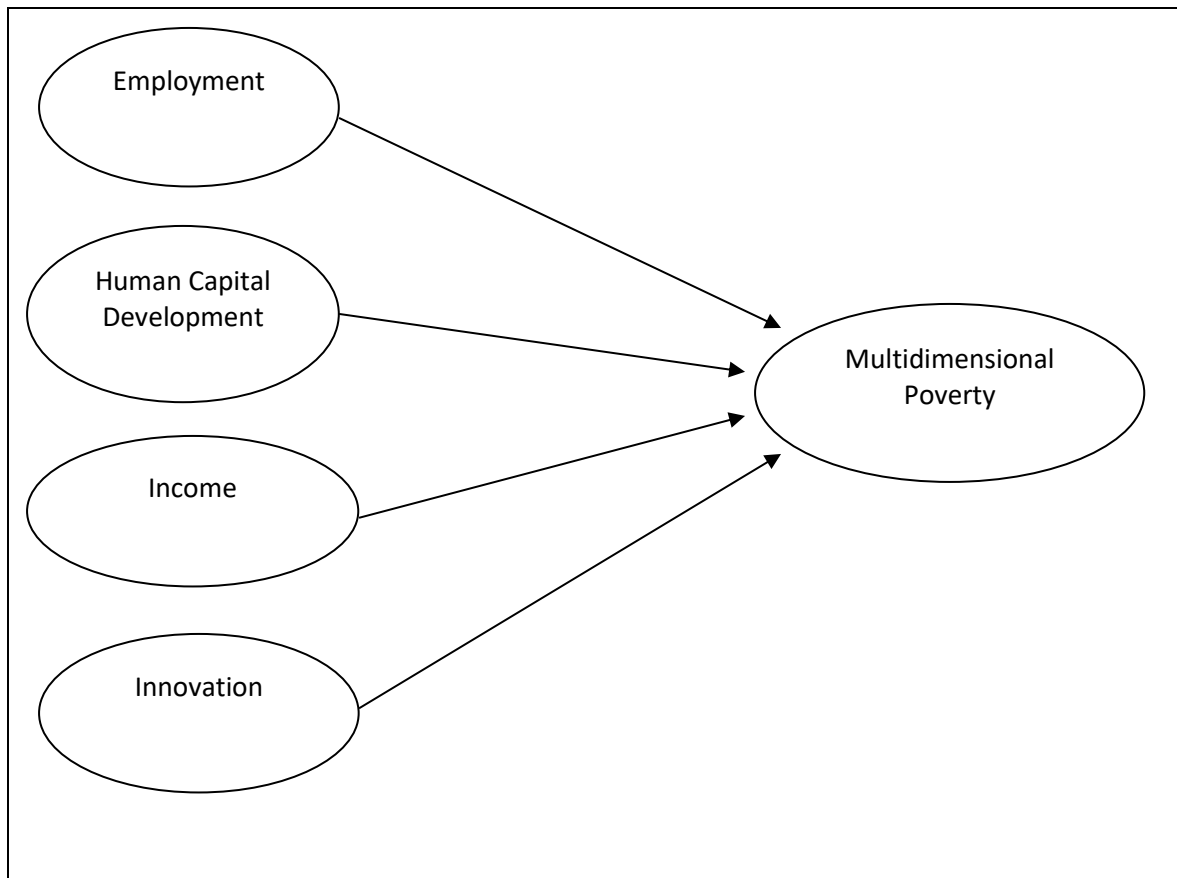 Employment
Human Capital
Development
Income
Innovation
Multidimensional
Poverty